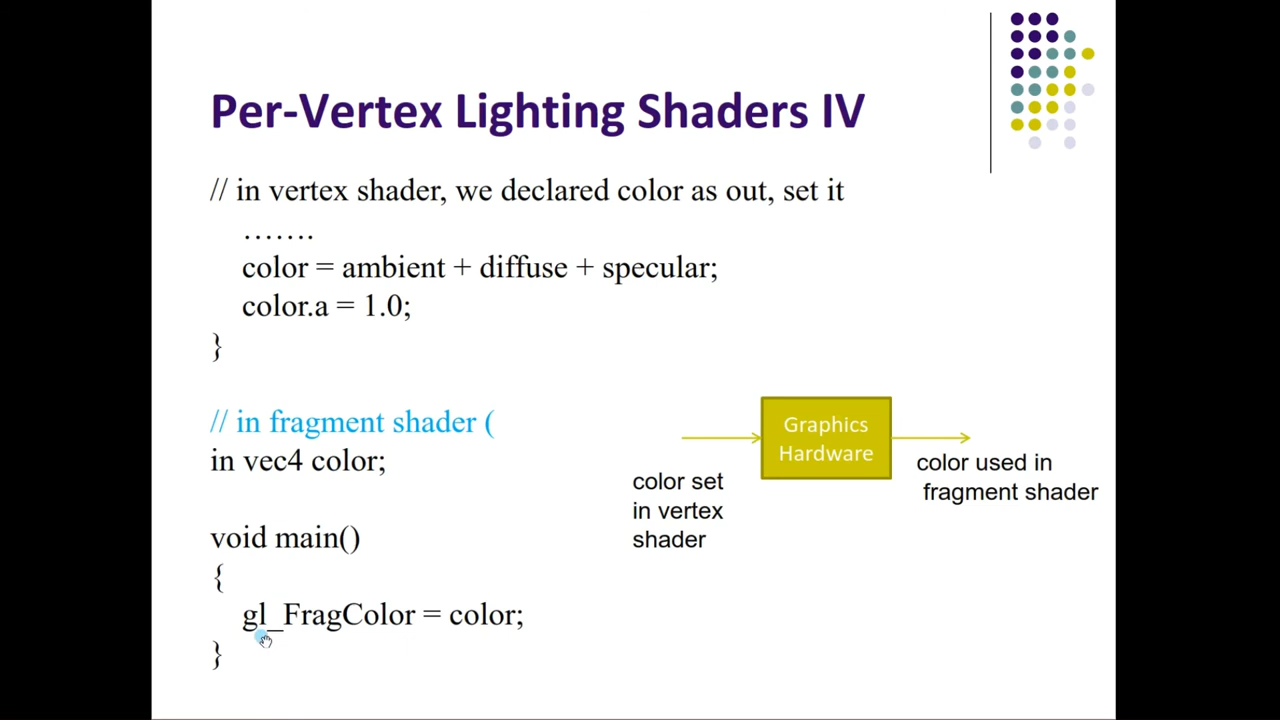 Per-Vertex Lighting Shaders IV
// in vertex shader, we declared color as out, set it
…….
color = ambient + diffuse + specular;
color.a = 1.0;
}
// in fragment shader (
in vec4 color;
void main()
{
gl_FragColor = color;
}
Graphics
Hardware
color set
in vertex
shader
color used in
fragment shader